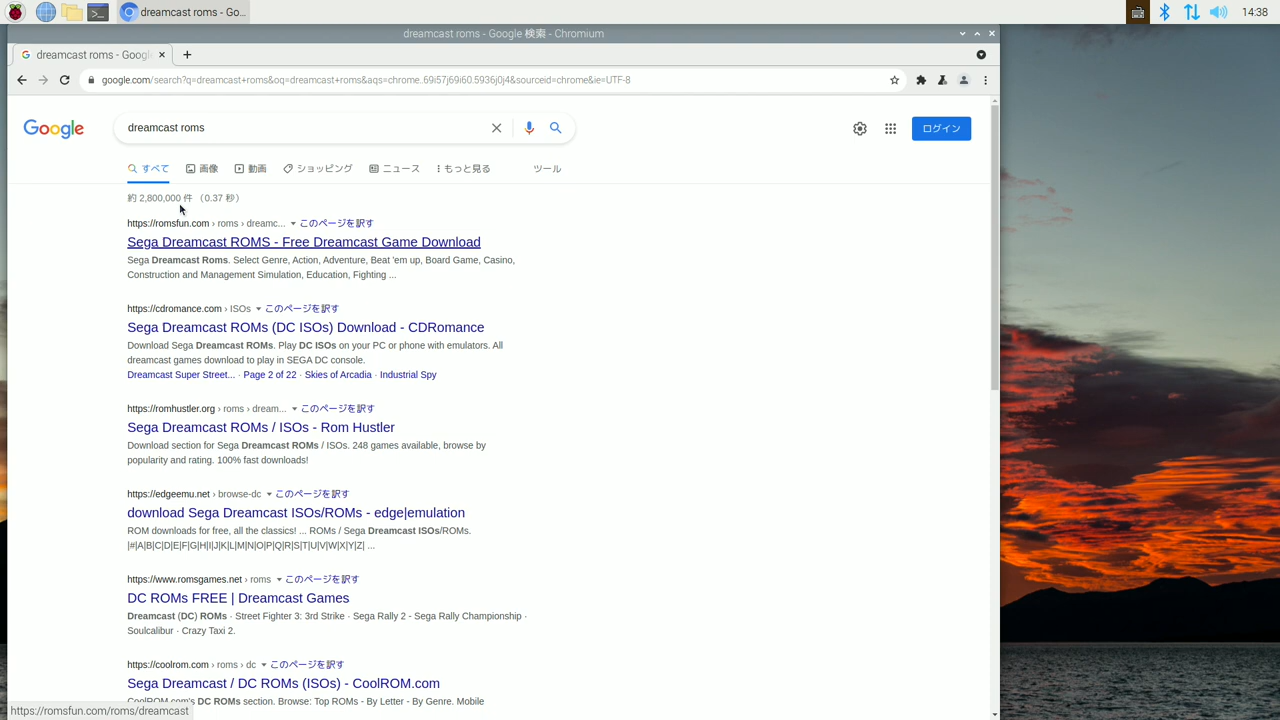 dreamcast roms - Go...
14:38
dreamcast roms - Google 検索 - Chromium
dreamcast roms - Googl
google.com/search?q=dreamcast+roms&oq=dreamcast+roms&aqs=chrome..69i57j69i60.5936j0j4&sourceid=chrome&ie=UTF-8
Google
dreamcast roms
ログイン
すべて 画像 動画 ショッピング ニュース もっと見る ツール
約 2,800,000 件 （0.37 秒）
https://romsfun.com › roms › dreamc... このページを訳す
Sega Dreamcast ROMS - Free Dreamcast Game Download
Sega Dreamcast Roms. Select Genre, Action, Adventure, Beat 'em up, Board Game, Casino,
Construction and Management Simulation, Education, Fighting ...
https://cdromance.com › ISOs このページを訳す
Sega Dreamcast ROMs (DC ISOs) Download - CDRomance
Download Sega Dreamcast ROMs. Play DC ISOs on your PC or phone with emulators. All
dreamcast games download to play in SEGA DC console.
Dreamcast Super Street... · Page 2 of 22 · Skies of Arcadia · Industrial Spy
https://romhustler.org › roms › dream... このページを訳す
Sega Dreamcast ROMs / ISOs - Rom Hustler
Download section for Sega Dreamcast ROMs / ISOs. 248 games available, browse by
popularity and rating. 100% fast downloads!
https://edgeemu.net › browse-dc このページを訳す
download Sega Dreamcast ISOs/ROMs - edge|emulation
ROM downloads for free, all the classics! ... ROMs / Sega Dreamcast ISOs/ROMs.
|#|A|B|C|D|E|F|G|H|I|J|K|L|M|N|O|P|Q|R|S|T|U|V|W|X|Y|Z| ...
https://www.romsgames.net › roms このページを訳す
DC ROMs FREE | Dreamcast Games
Dreamcast (DC) ROMs · Street Fighter 3: 3rd Strike · Sega Rally 2 - Sega Rally Championship ·
Soulcalibur · Crazy Taxi 2.
https://coolrom.com › roms › dc このページを訳す
Sega Dreamcast / DC ROMs (ISOs) - CoolROM.com
CoolROM.com's DC ROMs section. Browse: Top ROMs - By Letter - By Genre. Mobile
https://romsfun.com/roms/dreamcast